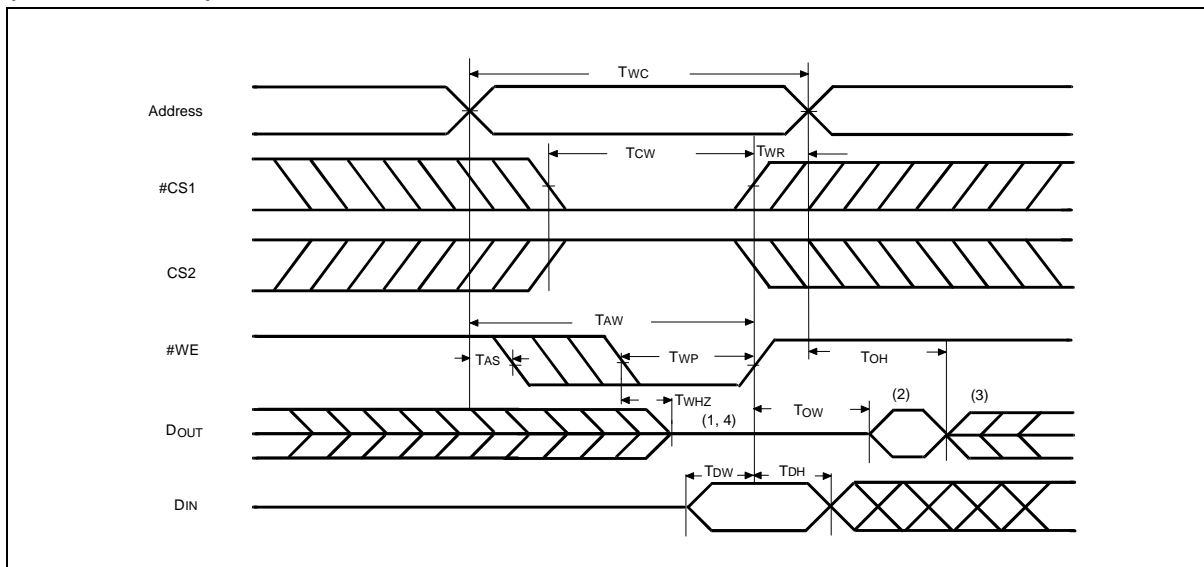 TWC
Address
TCW
TWR
#CS1
CS2
TAW
#WE
TAS
TWP
TOH
TWHZ
(1, 4)
TOW
(2)
(3)
DOUT
TDW
TDH
DIN